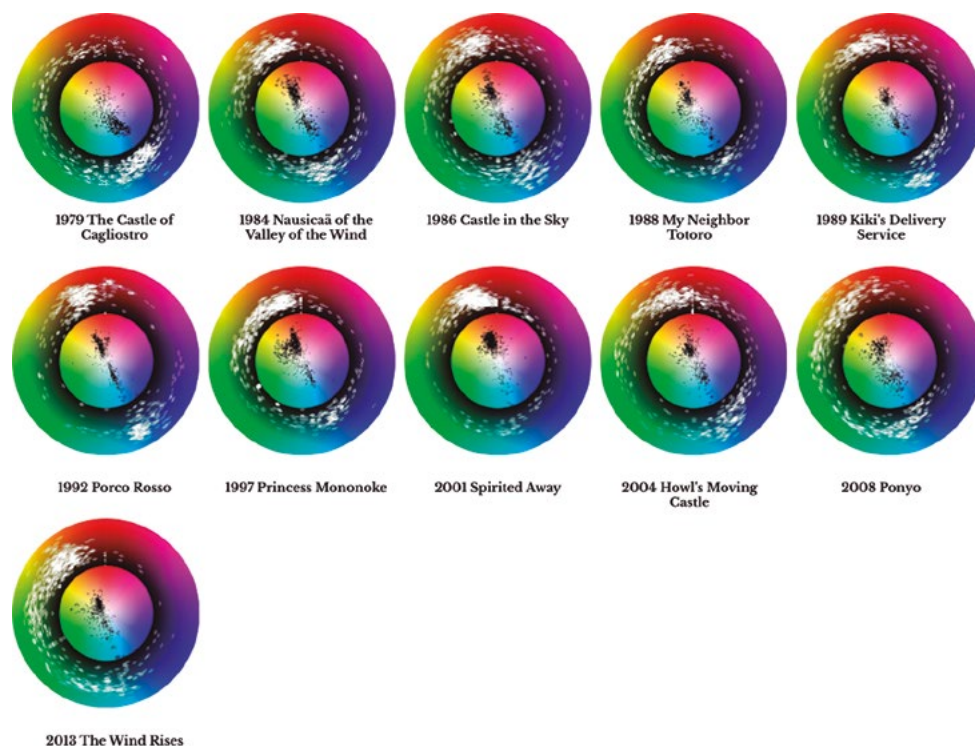 1979 The Castle of
Cagliostro
1984 Nausicaä of the
Valley of the Wind
1986 Castle in the Sky
1988 My Neighbor
Totoro
1989 Kiki's Delivery
Service
1992 Porco Rosso
1997 Princess Mononoke
2001 Spirited Away
2004 Howl's Moving
Castle
2008 Ponyo
2013 The Wind Rises